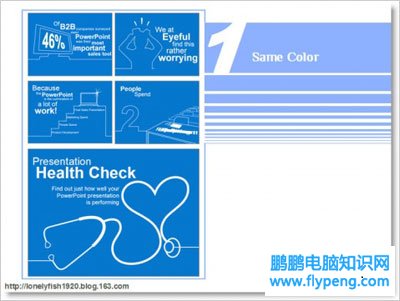 Of
B2B
companies surveyed
said
46%
PowerPoint
was their
most
important
sales tool
We at
Eyeful
find this
rather
worrying
1
Same Color
Because
the PowerPoint
is the culmination of
a lot of
work!
Final Sales Presentation
Marketing Spend
People Spend
Product Development
People
Spend
2
Presentation
Health Check
Find out just how well your
PowerPoint presentation
is performing
鹏鹏电脑知识网
www.flypeng.com
http://lonelyfish1920.blog.163.com